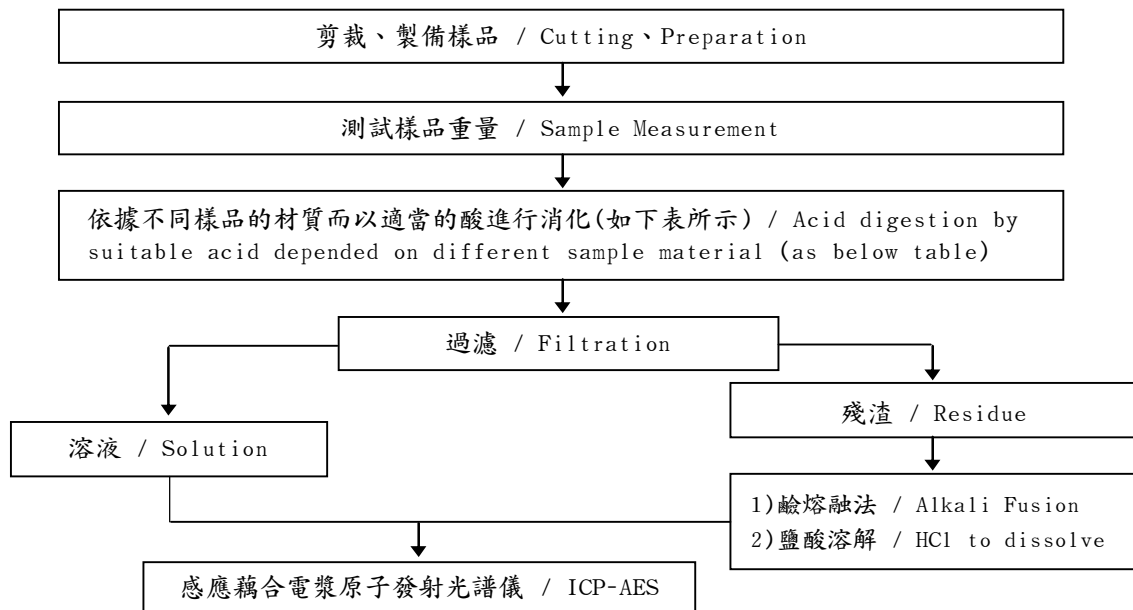 剪裁、製備樣品 / Cutting、Preparation
測試樣品重量 / Sample Measurement
依據不同樣品的材質而以適當的酸進行消化(如下表所示) / Acid digestion by
suitable acid depended on different sample material (as below table)
過濾 / Filtration
溶液 / Solution
殘渣 / Residue
1)鹼熔融法 / Alkali Fusion
2)鹽酸溶解 / HCl to dissolve
感應藕合電漿原子發射光譜儀 / ICP-AES